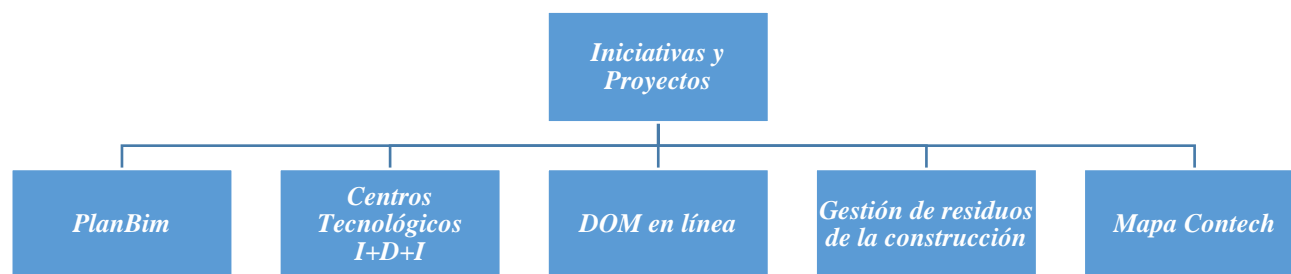 Iniciativas y
Proyectos
PlanBim
Centros
Tecnológicos
I+D+I
DOM en línea
Gestión de residuos
de la construcción
Mapa Contech